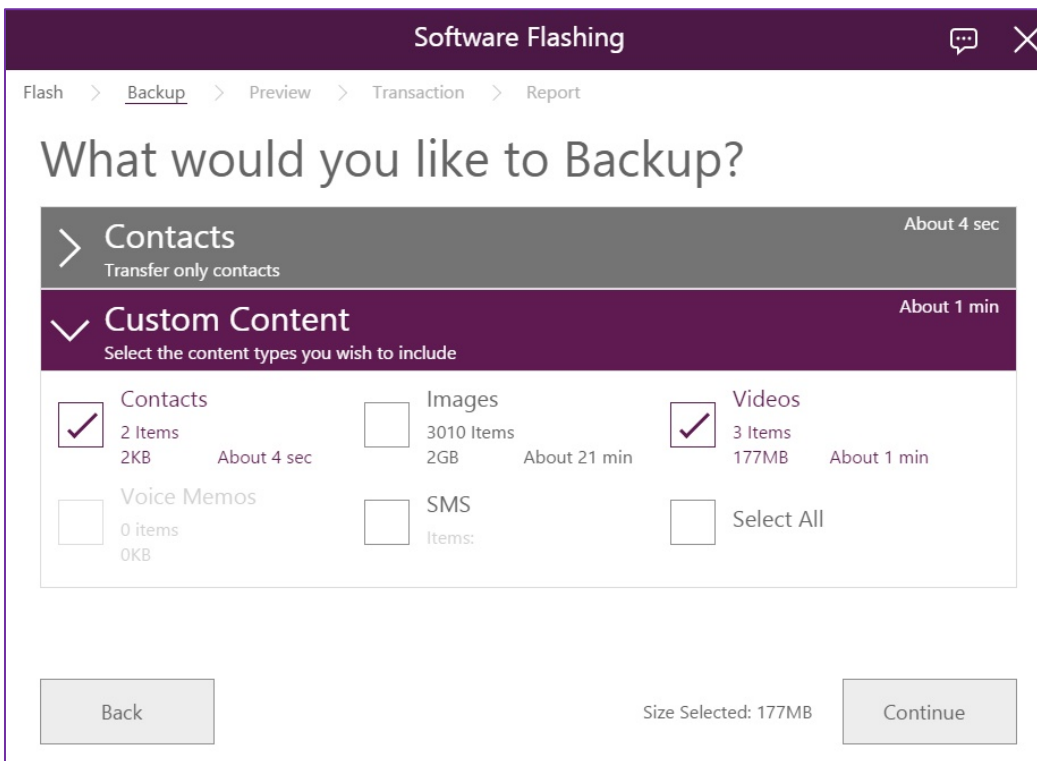 Software Flashing
Flash > Backup > Preview > Transaction > Report
What would you like to Backup?
Contacts About 4 sec
Transfer only contacts
Custom Content About 1 min
Select the content types you wish to include
Contacts Images Videos
2 Items 3010 Items 3 Items
2KB About 4 sec 2GB About 21 min 177MB About 1 min
Voice Memos SMS Select All
0 items Items:
0KB
Back Size Selected: 177MB Continue